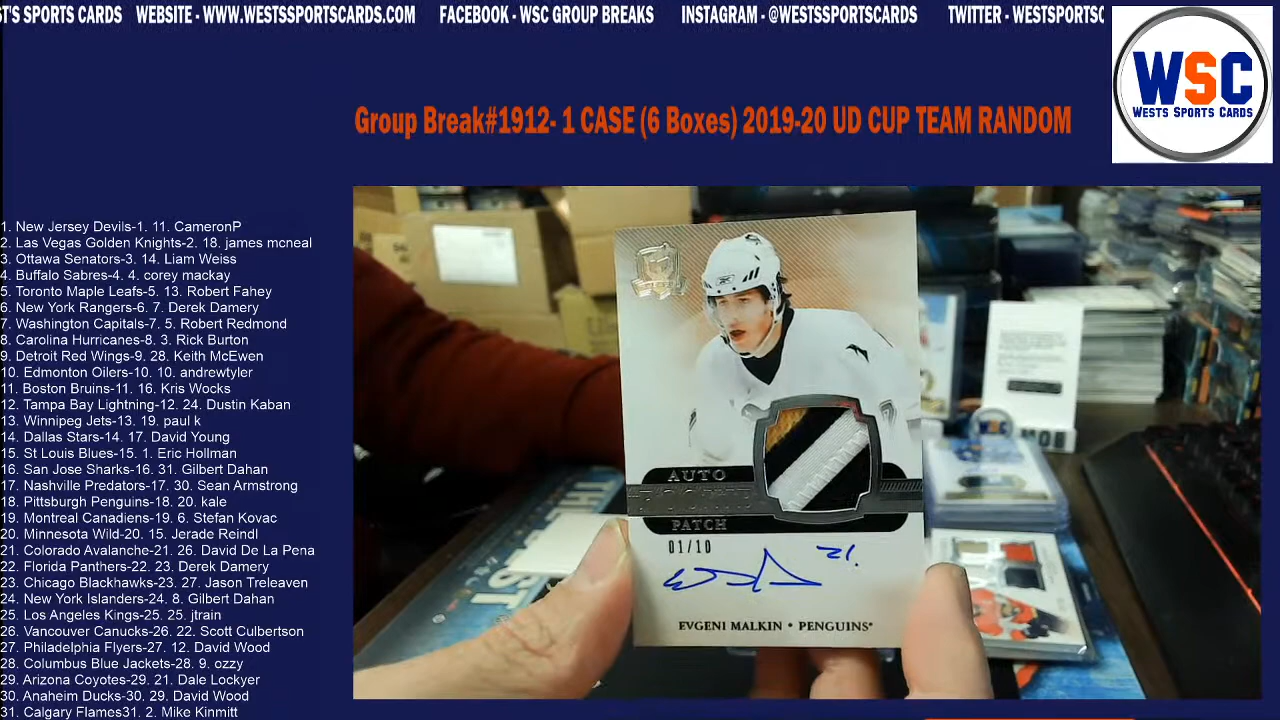 TS SPORTS CARDS WEBSITE - WWW.WESTSSPORTSCARDS.COM FACEBOOK - WSC GROUP BREAKS INSTAGRAM - @WESTSSPORTSCARDS TWITTER - WESTSPORTSC
WSC
WESTS SPORTS CARDS
Group Break#1912- 1 CASE (6 Boxes) 2019-20 UD CUP TEAM RANDOM
1. New Jersey Devils-1. 11. CameronP
2. Las Vegas Golden Knights-2. 18. james mcneal
3. Ottawa Senators-3. 14. Liam Weiss
4. Buffalo Sabres-4. 4. corey mackay
5. Toronto Maple Leafs-5. 13. Robert Fahey
6. New York Rangers-6. 7. Derek Damery
7. Washington Capitals-7. 5. Robert Redmond
8. Carolina Hurricanes-8. 3. Rick Burton
9. Detroit Red Wings-9. 28. Keith McEwen
10. Edmonton Oilers-10. 10. andrewtyler
11. Boston Bruins-11. 16. Kris Wocks
12. Tampa Bay Lightning-12. 24. Dustin Kaban
13. Winnipeg Jets-13. 19. paul k
14. Dallas Stars-14. 17. David Young
15. St Louis Blues-15. 1. Eric Hollman
16. San Jose Sharks-16. 31. Gilbert Dahan
17. Nashville Predators-17. 30. Sean Armstrong
18. Pittsburgh Penguins-18. 20. kale
19. Montreal Canadiens-19. 6. Stefan Kovac
20. Minnesota Wild-20. 15. Jerade Reindl
21. Colorado Avalanche-21. 26. David De La Pena
22. Florida Panthers-22. 23. Derek Damery
23. Chicago Blackhawks-23. 27. Jason Treleaven
24. New York Islanders-24. 8. Gilbert Dahan
25. Los Angeles Kings-25. 25. jtrain
26. Vancouver Canucks-26. 22. Scott Culbertson
27. Philadelphia Flyers-27. 12. David Wood
28. Columbus Blue Jackets-28. 9. ozzy
29. Arizona Coyotes-29. 21. Dale Lockyer
30. Anaheim Ducks-30. 29. David Wood
31. Calgary Flames31. 2. Mike Kinmitt
AUTO
PATCH
01/10
21
EVGENI MALKIN • PENGUINS
WSC